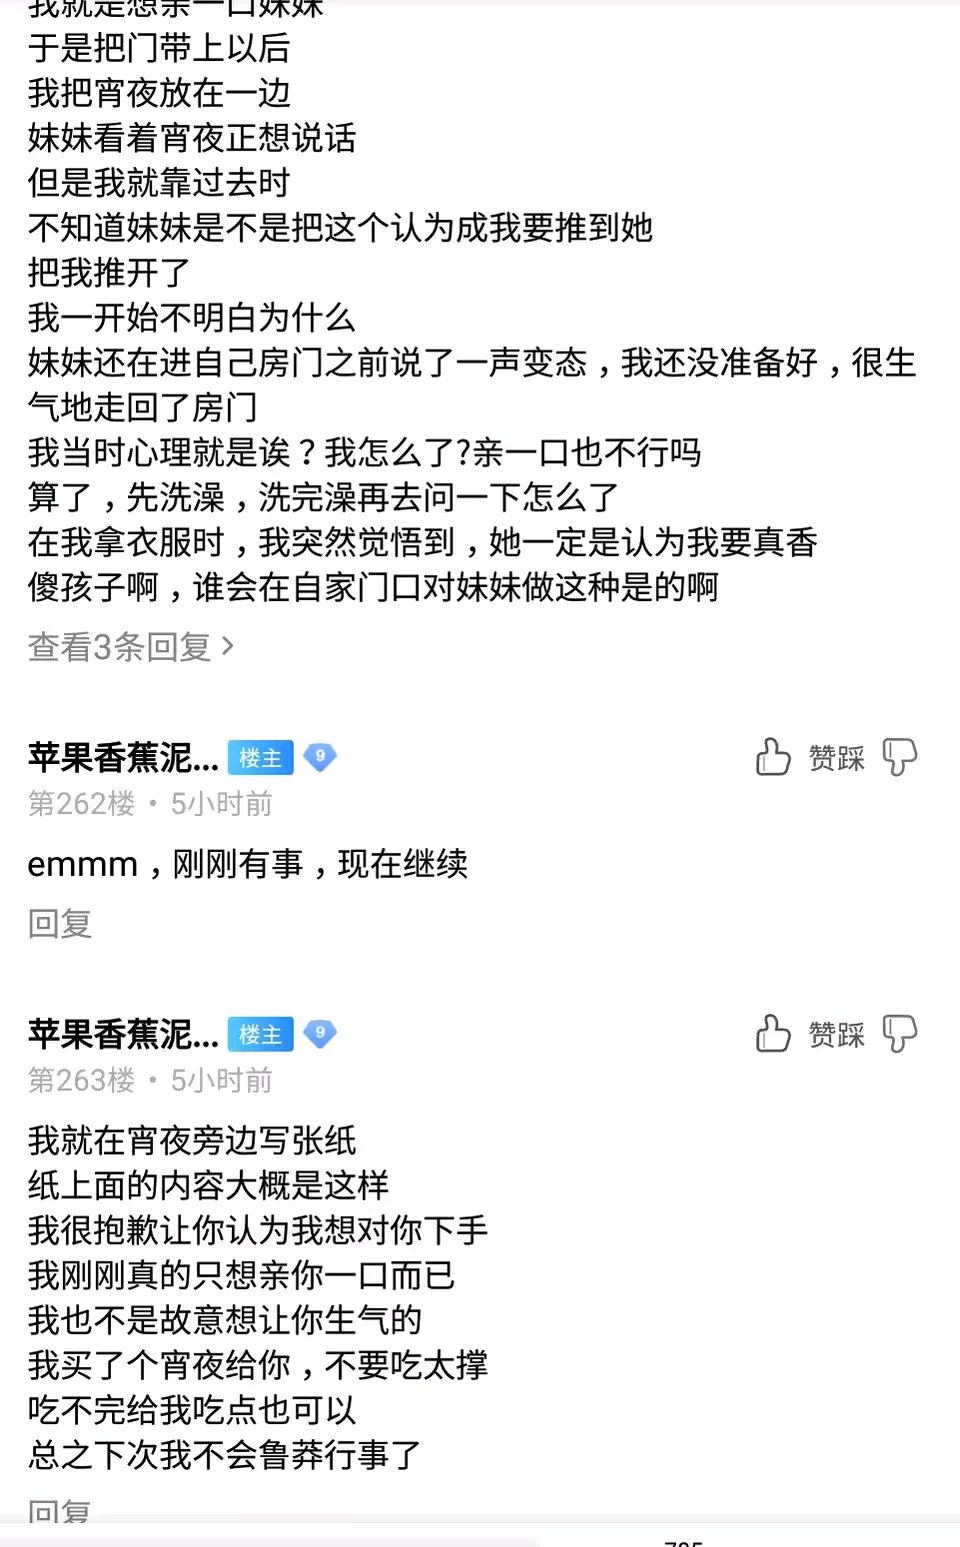 我就是想亲一口妹妹
于是把门带上以后
我把宵夜放在一边
妹妹看着宵夜正想说话
但是我就靠过去时
不知道妹妹是不是把这个认为成我要推到她
把我推开了
我一开始不明白为什么
妹妹还在进自己房门之前说了一声变态，我还没准备好，很生
气地走回了房门
我当时心理就是诶？我怎么了?亲一口也不行吗
算了，先洗澡，洗完澡再去问一下怎么了
在我拿衣服时，我突然觉悟到，她一定是认为我要真香
傻孩子啊，谁会在自家门口对妹妹做这种是的啊
查看3条回复
苹果香蕉泥... 楼主 9 赞踩
第262楼 · 5小时前
emmm，刚刚有事，现在继续
回复
苹果香蕉泥... 楼主 9 赞踩
第263楼 · 5小时前
我就在宵夜旁边写张纸
纸上面的内容大概是这样
我很抱歉让你认为我想对你下手
我刚刚真的只想亲你一口而已
我也不是故意想让你生气的
我买了个宵夜给你，不要吃太撑
吃不完给我吃点也可以
总之下次我不会鲁莽行事了
回复